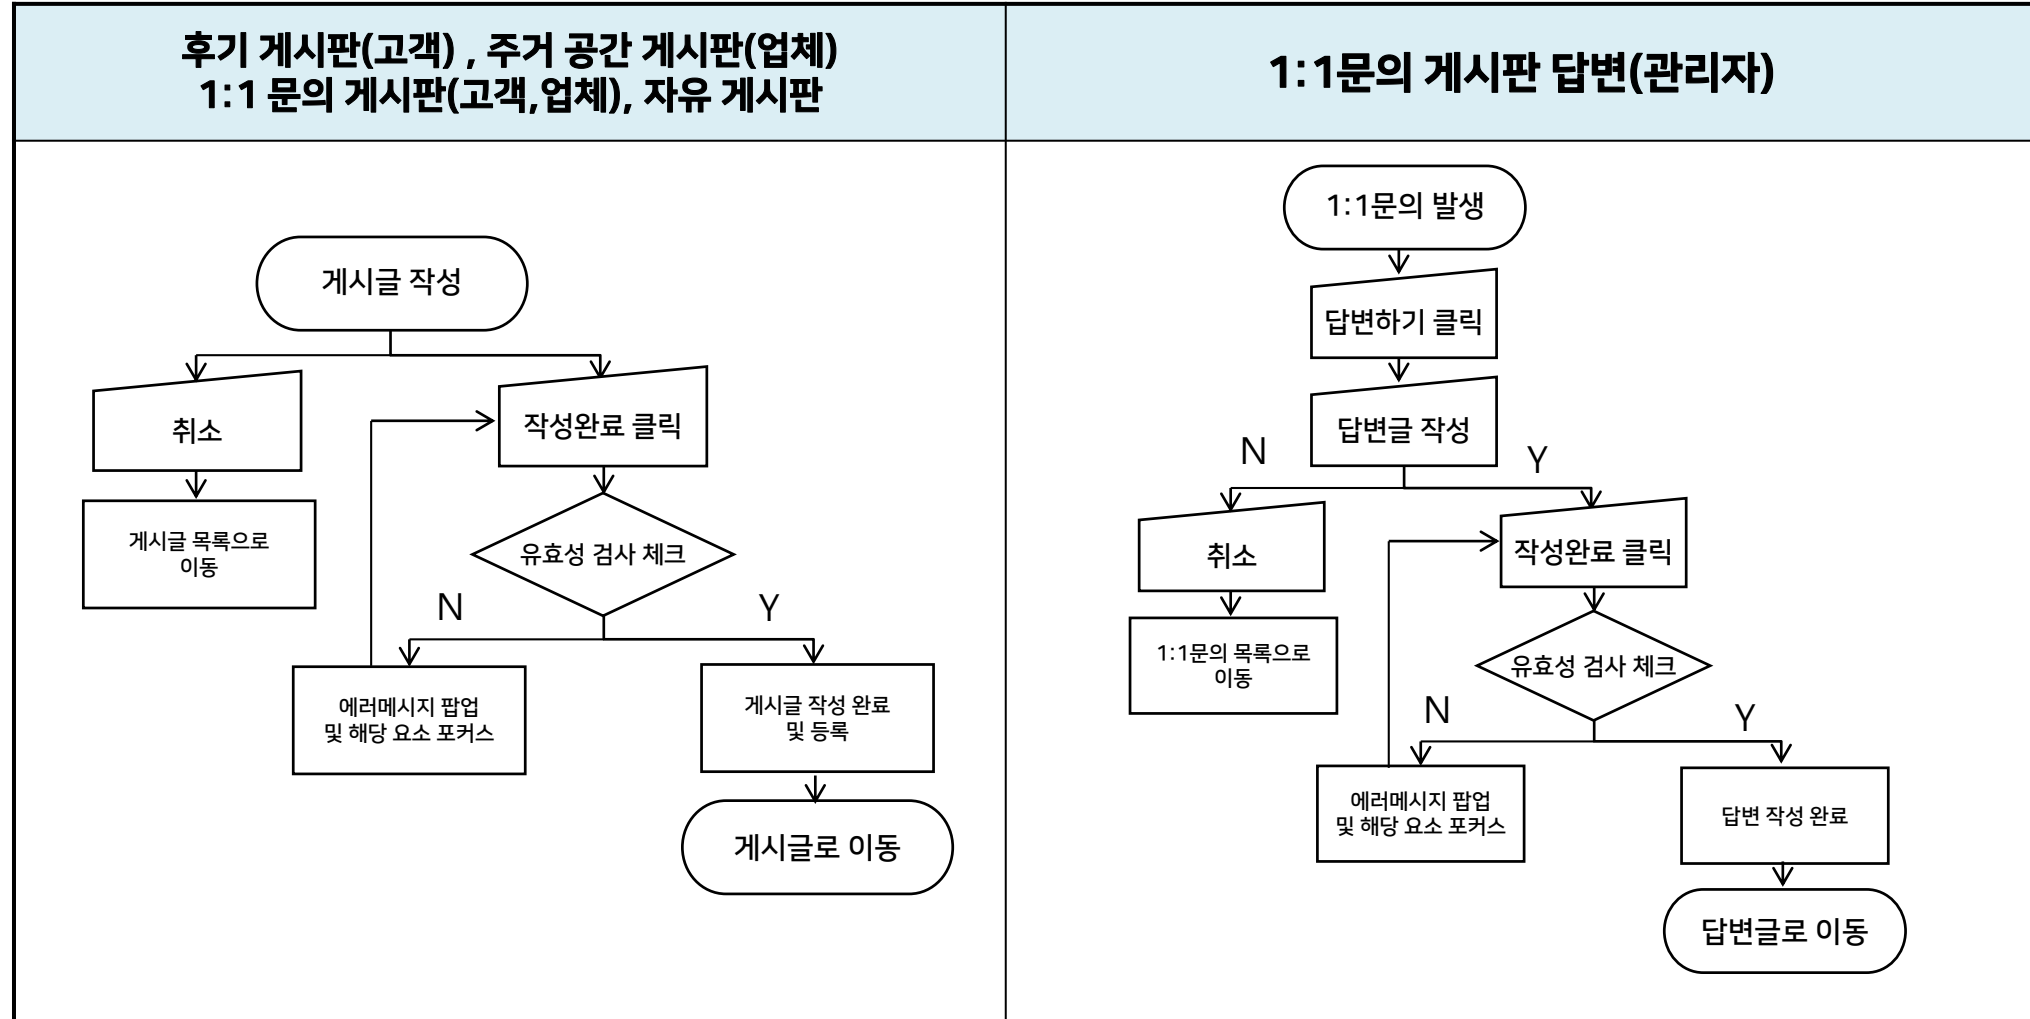 후기 게시판(고객) , 주거 공간 게시판(업체)
1:1 문의 게시판(고객,업체), 자유 게시판
1:1문의 게시판 답변(관리자)
게시글 작성
취소
작성완료 클릭
게시글 목록으로
이동
유효성 검사 체크
N
Y
에러메시지 팝업
및 해당 요소 포커스
게시글 작성 완료
및 등록
게시글로 이동
1:1문의 발생
답변하기 클릭
답변글 작성
N
Y
취소
작성완료 클릭
1:1문의 목록으로
이동
유효성 검사 체크
N
Y
에러메시지 팝업
및 해당 요소 포커스
답변 작성 완료
답변글로 이동